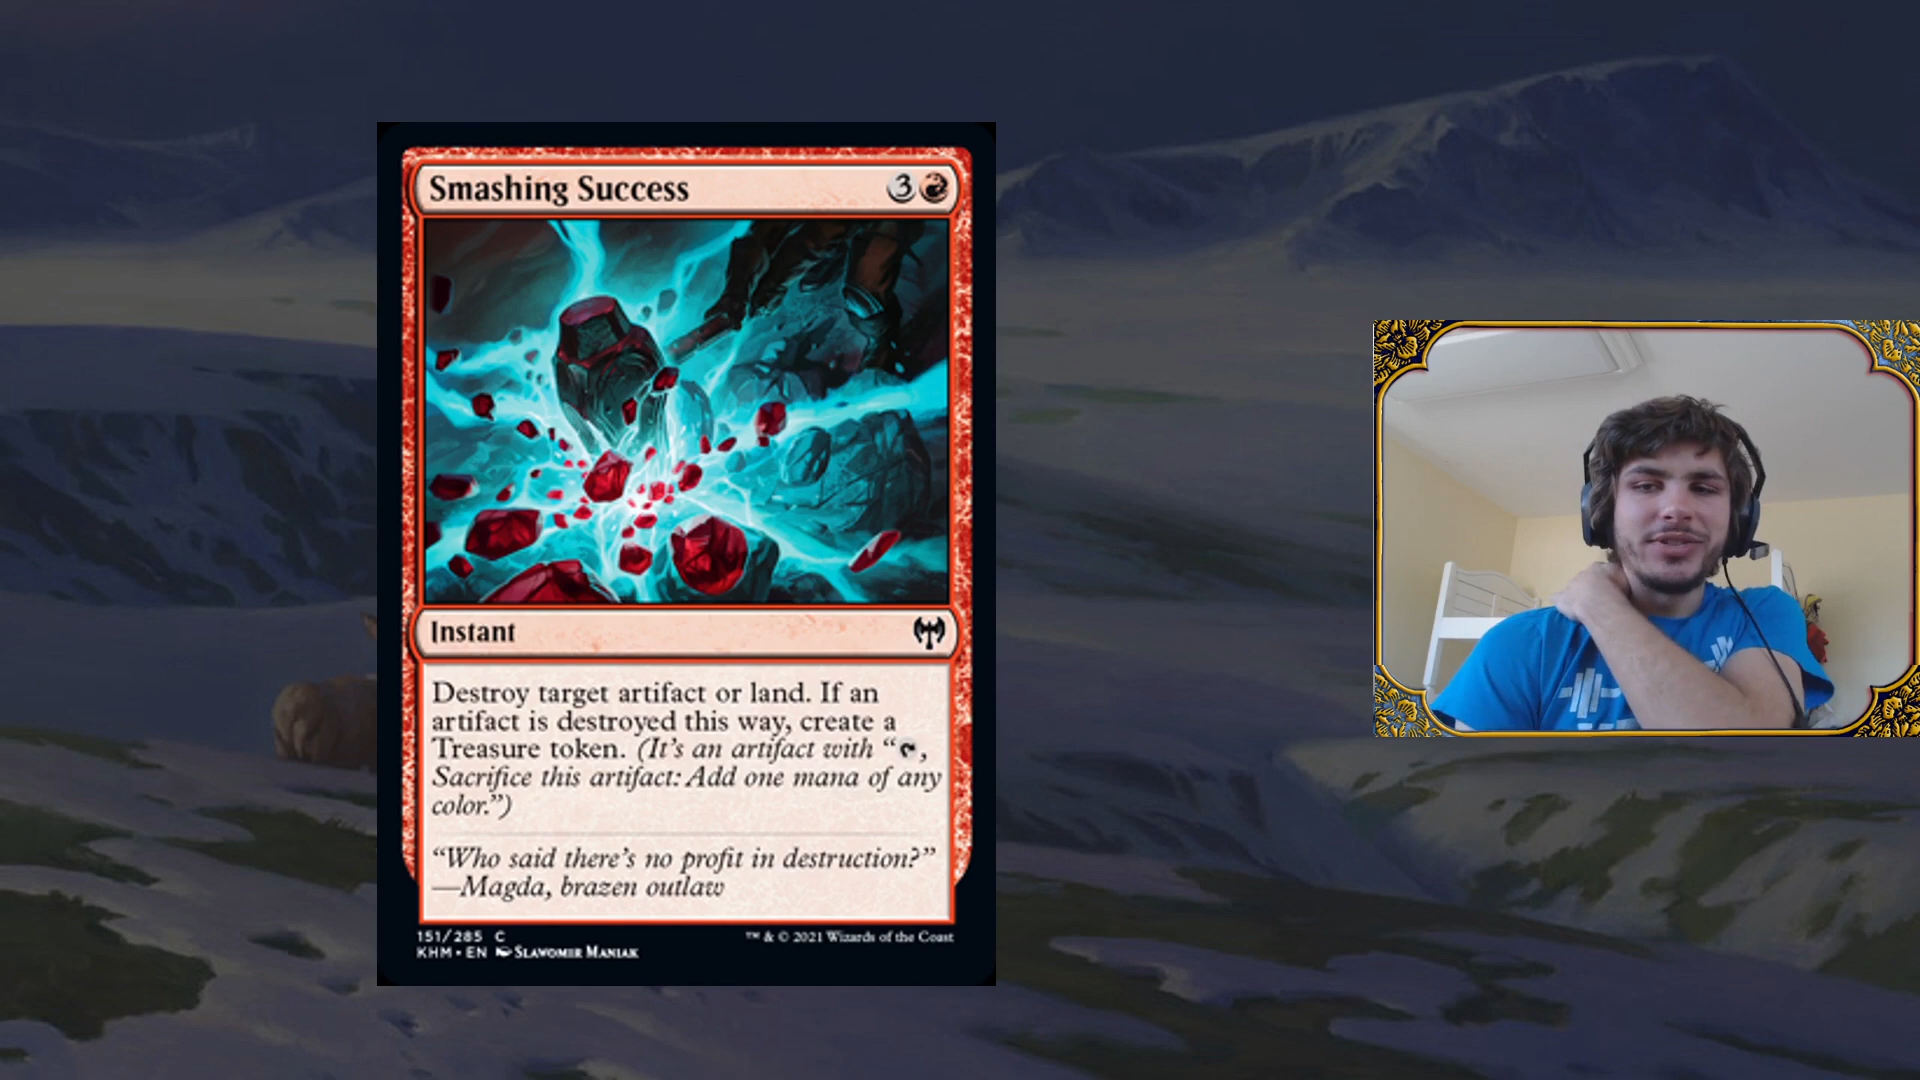 Smashing Success 3
Instant
Destroy target artifact or land. If an
artifact is destroyed this way, create a
Treasure token. (It's an artifact with “,
Sacrifice this artifact: Add one mana of any
color.”)
“Who said there's no profit in destruction?”
—Magda, brazen outlaw
151/285 C
KHM • EN Slawomir Maniak
™ & © 2021 Wizards of the Coast